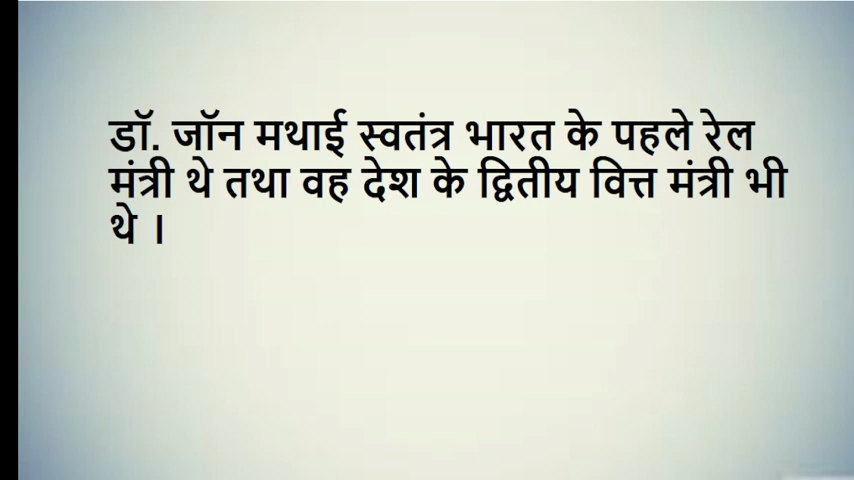 डॉ. जॉन मथाई स्वतंत्र भारत के पहले रेल
मंत्री थे तथा वह देश के द्वितीय वित्त मंत्री भी
थे ।